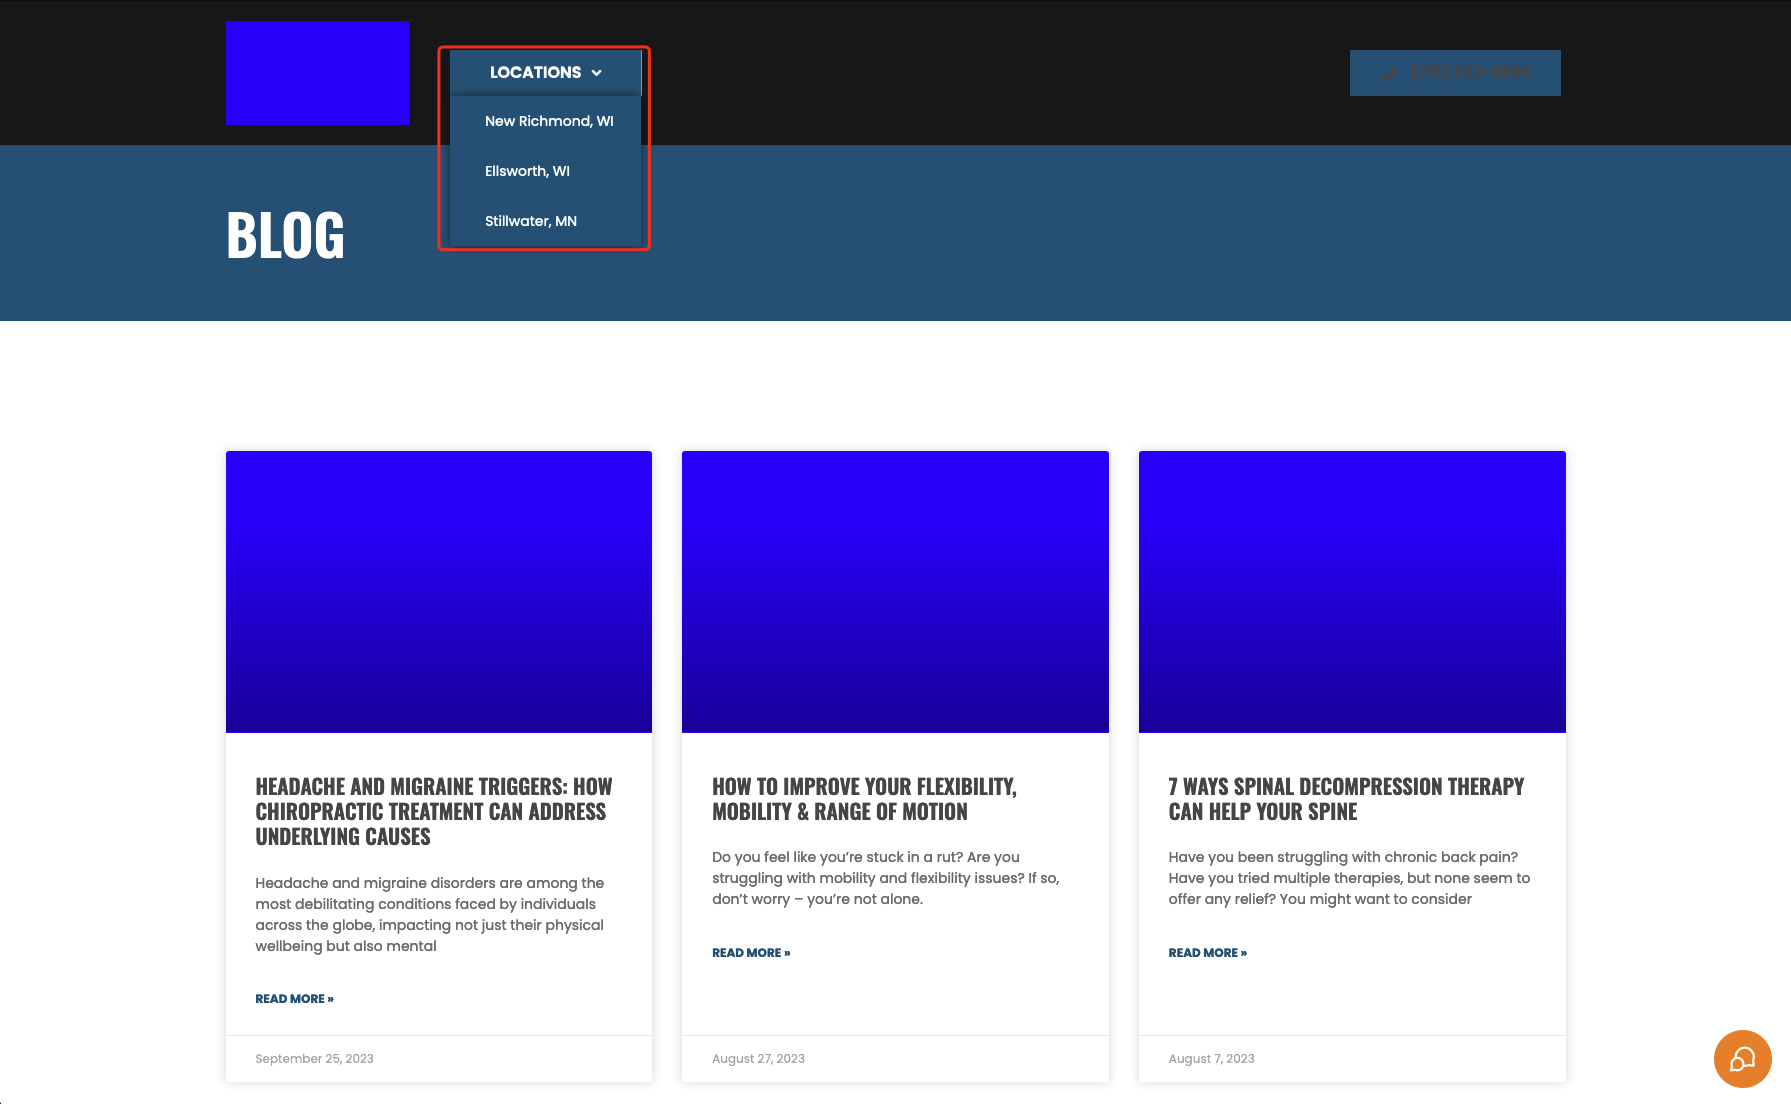 LOCATIONS
New Richmond, WI
Ellsworth, WI
Stillwater, MN
BLOG
HEADACHE AND MIGRAINE TRIGGERS: HOW
CHIROPRACTIC TREATMENT CAN ADDRESS
UNDERLYING CAUSES
Headache and migraine disorders are among the
most debilitating conditions faced by individuals
across the globe, impacting not just their physical
wellbeing but also mental
READ MORE »
September 25, 2023
HOW TO IMPROVE YOUR FLEXIBILITY,
MOBILITY & RANGE OF MOTION
Do you feel like you’re stuck in a rut? Are you
struggling with mobility and flexibility issues? If so,
don’t worry – you’re not alone.
READ MORE »
August 27, 2023
7 WAYS SPINAL DECOMPRESSION THERAPY
CAN HELP YOUR SPINE
Have you been struggling with chronic back pain?
Have you tried multiple therapies, but none seem to
offer any relief? You might want to consider
READ MORE »
August 7, 2023